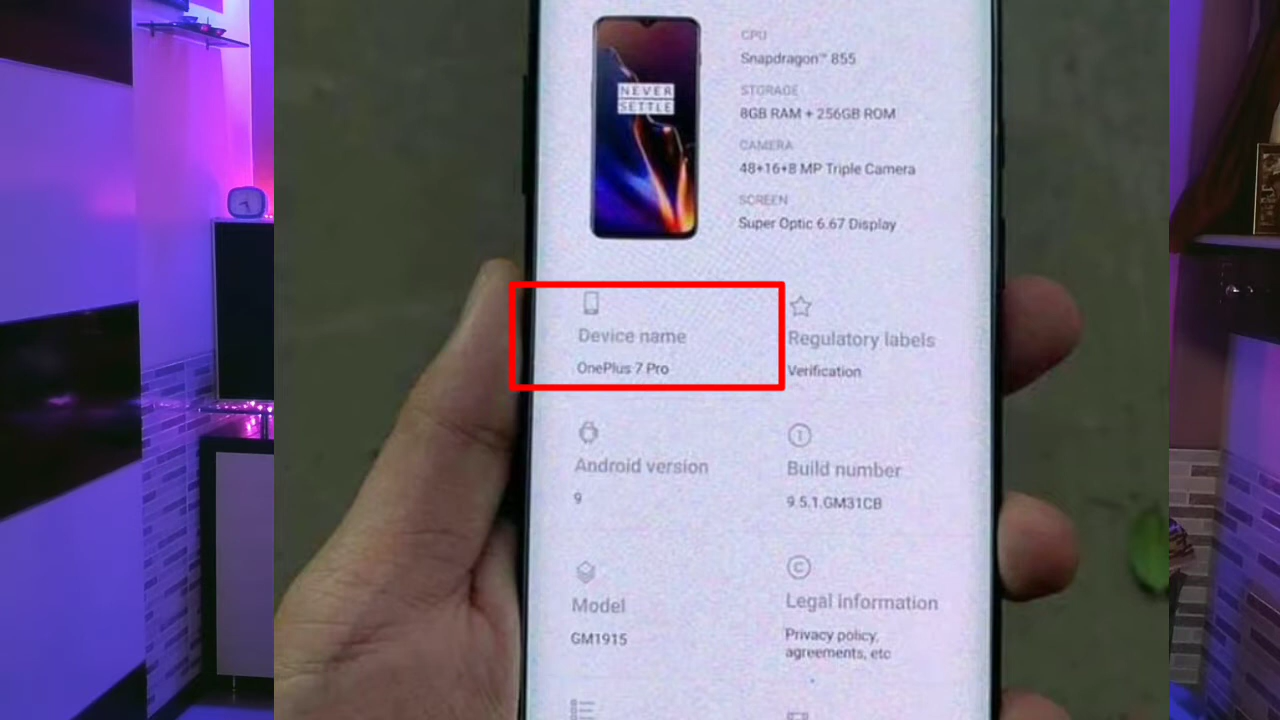 NEVER
SETTLE
CPU
Snapdragon™ 855
STORAGE
8GB RAM + 256GB ROM
CAMERA
48+16+8 MP Triple Camera
SCREEN
Super Optic 6.67 Display
Device name
OnePlus 7 Pro
Regulatory labels
Verification
Android version
9
Build number
9.5.1.GM31CB
Model
GM1915
Legal information
Privacy policy,
agreements, etc